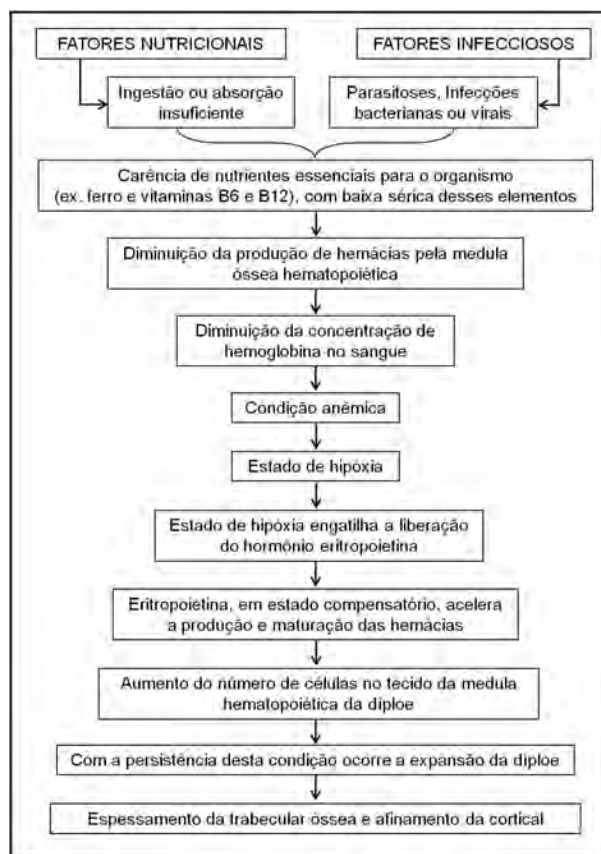 FATORES NUTRICIONAIS
FATORES INFECCIOSOS
Ingestão ou absorção
insuficiente
Parasitoses, Infecções
bacterianas ou virais
Carência de nutrientes essenciais para o organismo
(ex. ferro e vitaminas B6 e B12), com baixa sérica desses elementos
Diminuição da produção de hemácias pela medula
óssea hematopoiética
Diminuição da concentração de
hemoglobina no sangue
Condição anêmica
Estado de hipóxia
Estado de hipóxia engatilha a liberação
do hormônio eritropoietina
Eritropoietina, em estado compensatório, acelera
a produção e maturação das hemácias
Aumento do número de células no tecido da medula
hematopoiética da díploe
Com a persistência desta condição ocorre a expansão da díploe
Espessamento da trabecular óssea e afinamento da cortical